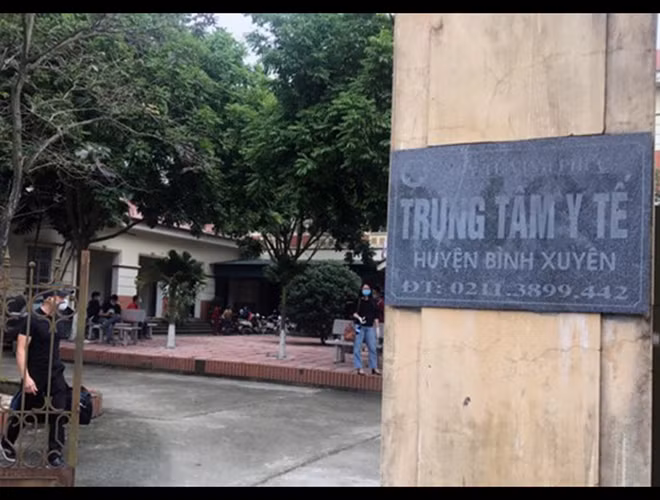 TRUNG TÂM Y TẾ
HUYỆN BÌNH XUYÊN
ĐT: 0211.3899.442